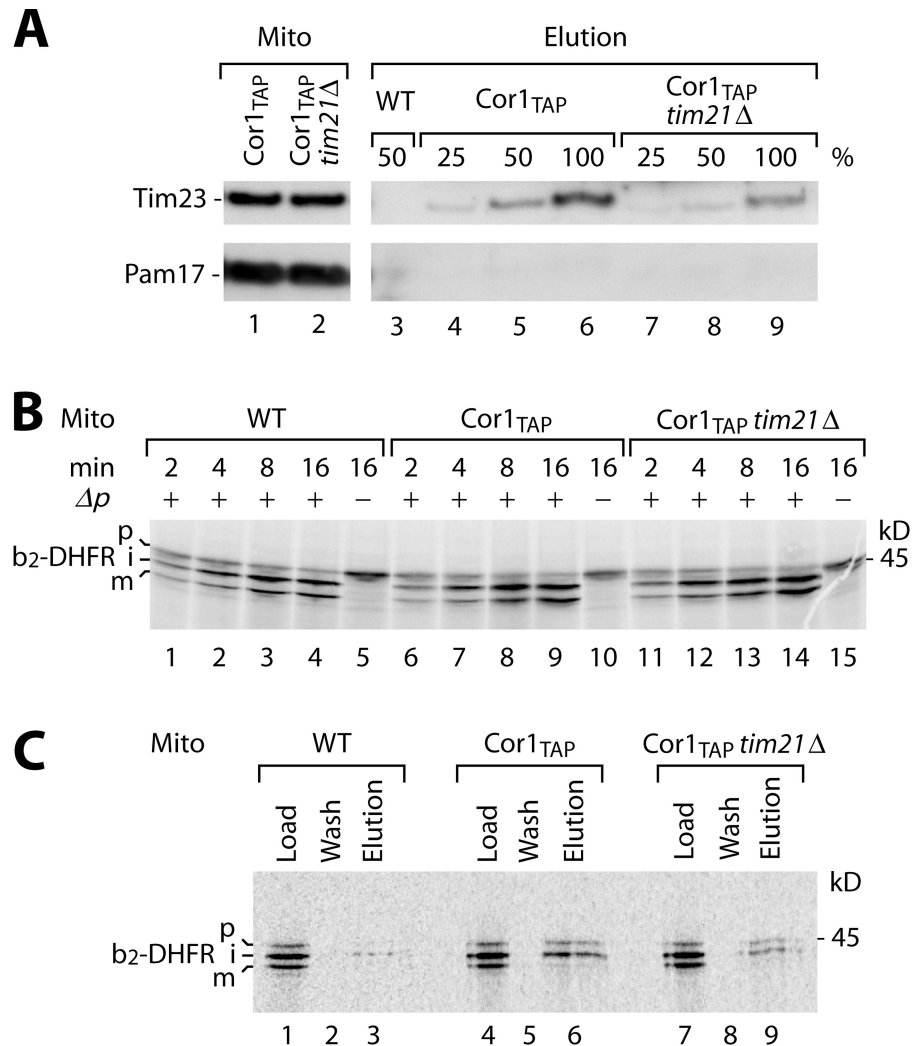 A
Mito Elution
Cor1TAP Cor1TAP tim21Δ WT Cor1TAP Cor1TAP tim21Δ
50 25 50 100 25 50 100 %
Tim23 -
Pam17 -
1 2 3 4 5 6 7 8 9
B
Mito WT Cor1TAP Cor1TAP tim21Δ
min 2 4 8 16 16 2 4 8 16 16 2 4 8 16 16
Δp + + + + – + + + + – + + + + –
p kD
b2-DHFR i - 45
m
1 2 3 4 5 6 7 8 9 10 11 12 13 14 15
C
Mito WT Cor1TAP Cor1TAP tim21Δ
Load Wash Elution Load Wash Elution Load Wash Elution
kD
p - 45
b2-DHFR i
m
1 2 3 4 5 6 7 8 9